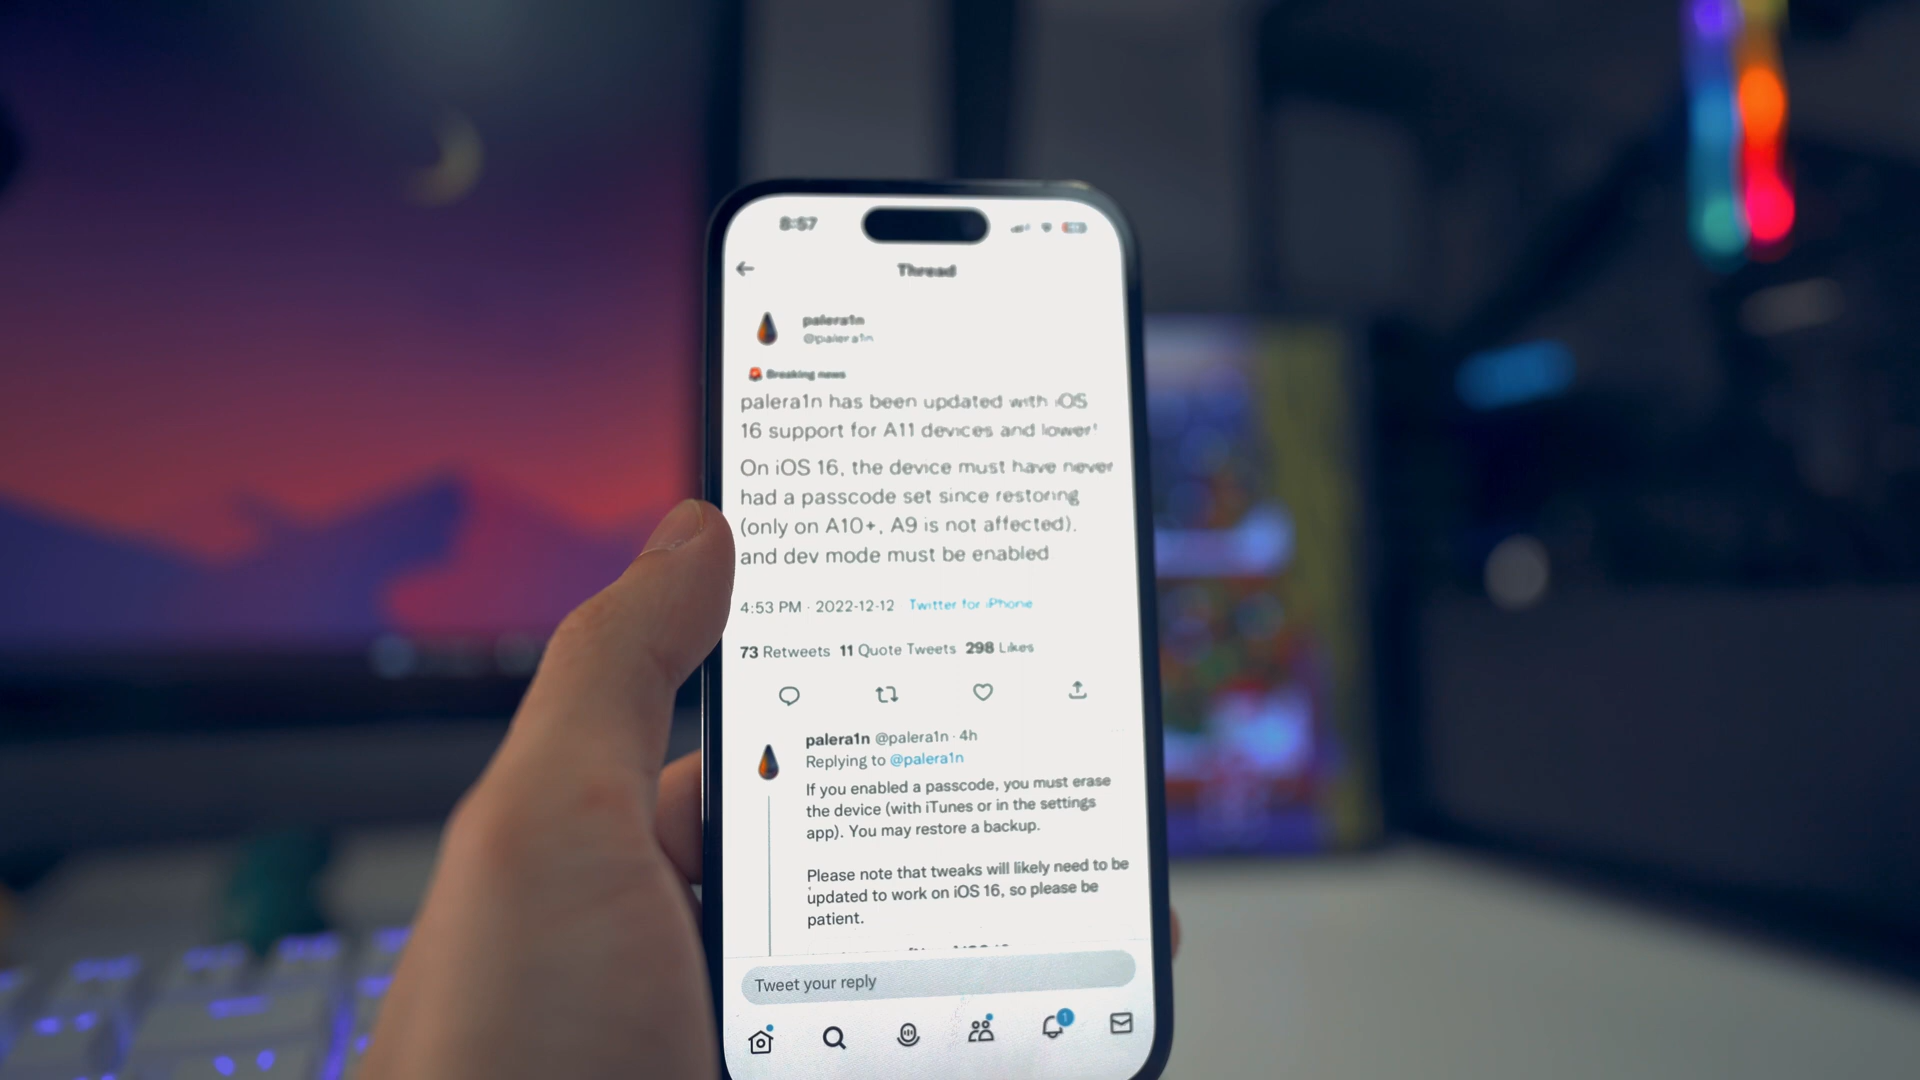 8:57
Thread
palera1n
@palera1n
Breaking news
palera1n has been updated with iOS
16 support for A11 devices and lower!
On iOS 16, the device must have never
had a passcode set since restoring
(only on A10+, A9 is not affected).
and dev mode must be enabled
4:53 PM · 2022-12-12 Twitter for iPhone
73 Retweets 11 Quote Tweets 298 Likes
palera1n @palera1n · 4h
Replying to @palera1n
If you enabled a passcode, you must erase
the device (with iTunes or in the settings
app). You may restore a backup.
Please note that tweaks will likely need to be
updated to work on iOS 16, so please be
patient.
Tweet your reply
1